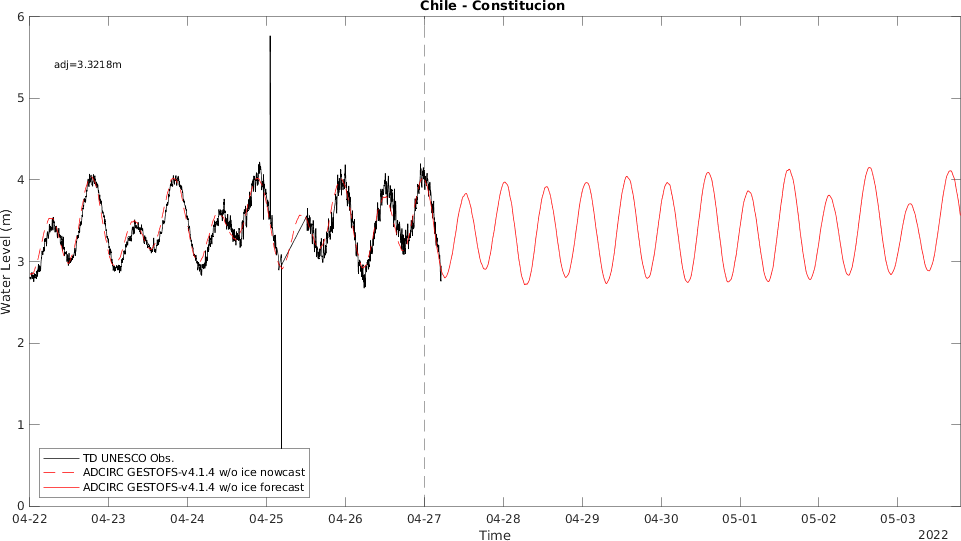 Chile - Constitucion
6
adj=3.3218m
5
4
3
2
1
0
Water Level (m)
TD UNESCO Obs.
ADCIRC GESTOFS-v4.1.4 w/o ice nowcast
ADCIRC GESTOFS-v4.1.4 w/o ice forecast
04-22 04-23 04-24 04-25 04-26 04-27 04-28 04-29 04-30 05-01 05-02 05-03
Time
2022